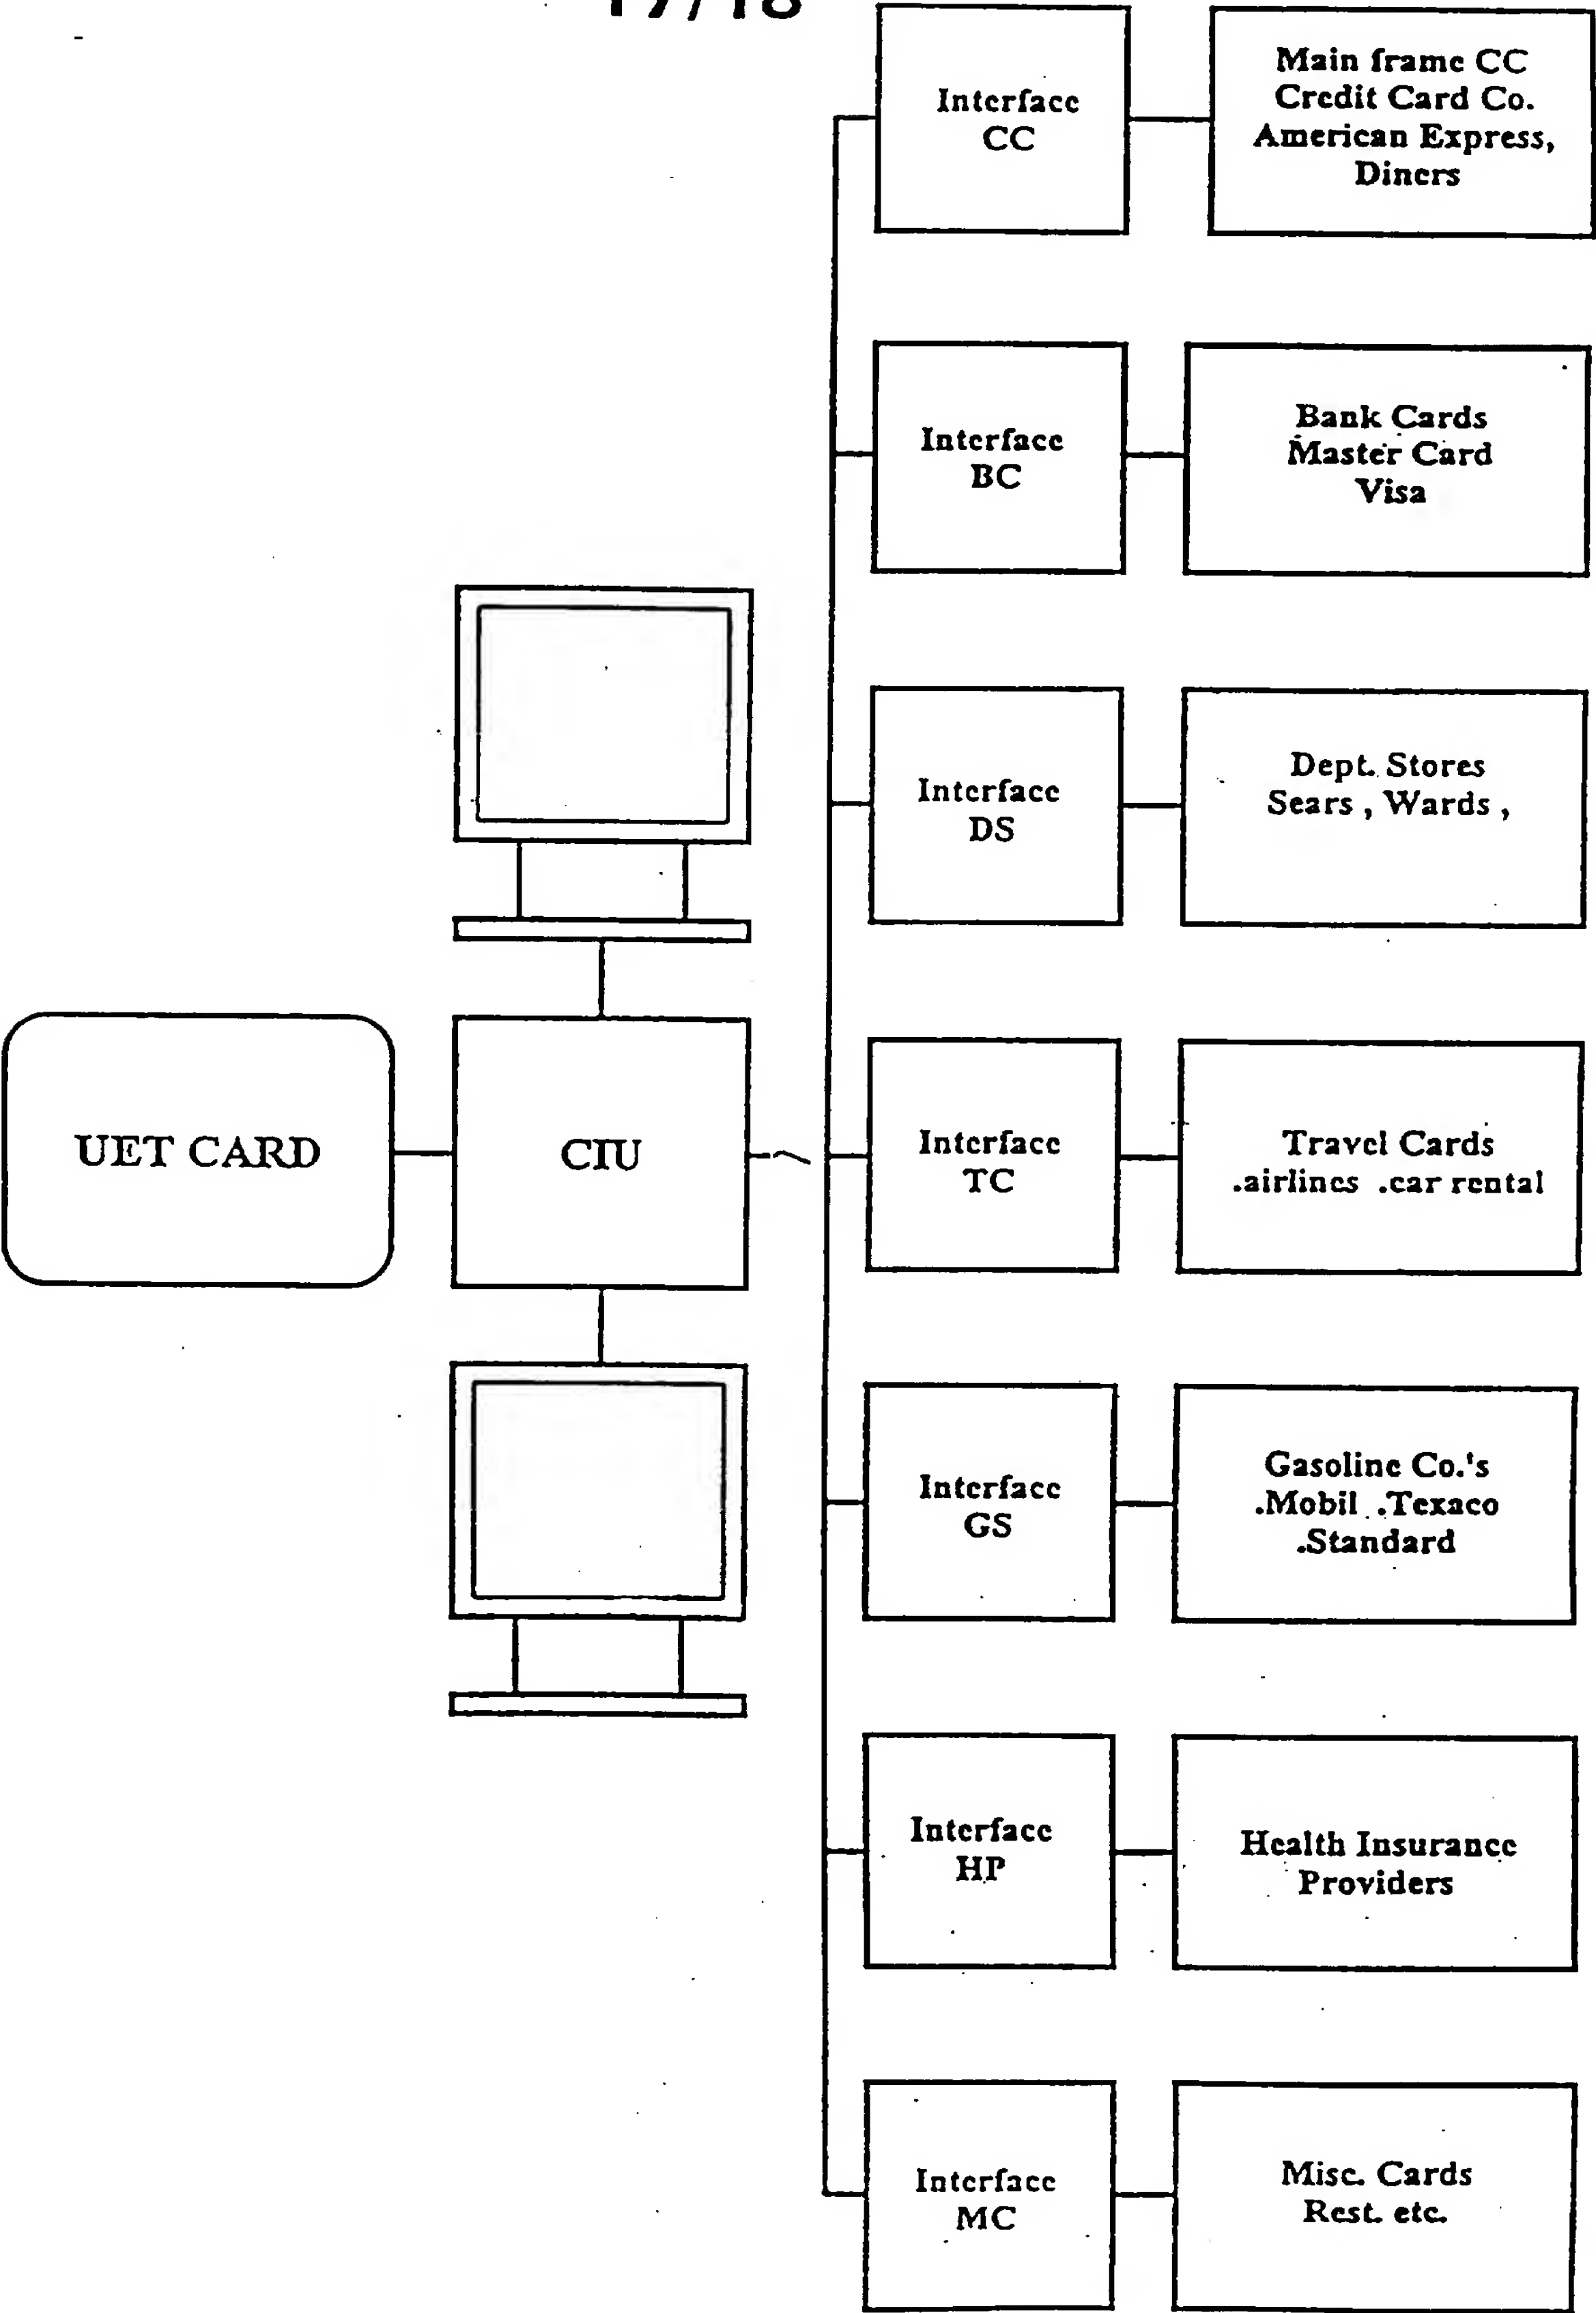 17/18
Interface
CC
Main frame CC
Credit Card Co.
American Express,
Diners
Interface
BC
Bank Cards
Master Card
Visa
Interface
DS
Dept. Stores
Sears , Wards ,
UET CARD
CIU
Interface
TC
Travel Cards
.airlines .car rental
Interface
GS
Gasoline Co.'s
.Mobil .Texaco
.Standard
Interface
HP
Health Insurance
Providers
Interface
MC
Misc. Cards
Rest. etc.